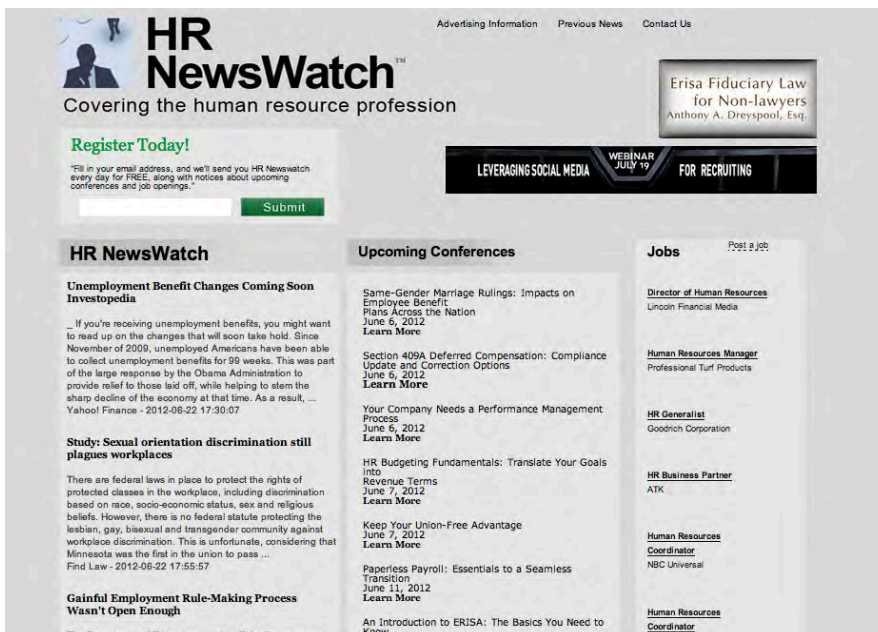 Advertising Information Previous News Contact Us
HR
NewsWatch™
Covering the human resource profession
Erisa Fiduciary Law
for Non-lawyers
Anthony A. Dreyspool, Esq.
Register Today!
"Fill in your email address, and we'll send you HR Newswatch
every day for FREE, along with notices about upcoming
conferences and job openings."
Submit
LEVERAGING SOCIAL MEDIA
WEBINAR
JULY 19
FOR RECRUITING
HR NewsWatch
Unemployment Benefit Changes Coming Soon
Investopedia
_ If you're receiving unemployment benefits, you might want
to read up on the changes that will soon take hold. Since
November of 2009, unemployed Americans have been able
to collect unemployment benefits for 99 weeks. This was part
of the large response by the Obama Administration to
provide relief to those laid off, while helping to stem the
sharp decline of the economy at that time. As a result, ...
Yahoo! Finance - 2012-06-22 17:30:07
Study: Sexual orientation discrimination still
plagues workplaces
There are federal laws in place to protect the rights of
protected classes in the workplace, including discrimination
based on race, socio-economic status, sex and religious
beliefs. However, there is no federal statute protecting the
lesbian, gay, bisexual and transgender community against
workplace discrimination. This is unfortunate, considering that
Minnesota was the first in the union to pass ...
Find Law - 2012-06-22 17:55:57
Gainful Employment Rule-Making Process
Wasn't Open Enough
Upcoming Conferences
Same-Gender Marriage Rulings: Impacts on
Employee Benefit
Plans Across the Nation
June 6, 2012
Learn More
Section 409A Deferred Compensation: Compliance
Update and Correction Options
June 6, 2012
Learn More
Your Company Needs a Performance Management
Process
June 6, 2012
Learn More
HR Budgeting Fundamentals: Translate Your Goals
into
Revenue Terms
June 7, 2012
Learn More
Keep Your Union-Free Advantage
June 7, 2012
Learn More
Paperless Payroll: Essentials to a Seamless
Transition
June 11, 2012
Learn More
An Introduction to ERISA: The Basics You Need to
Know
Jobs
Post a job
Director of Human Resources
Lincoln Financial Media
Human Resources Manager
Professional Turf Products
HR Generalist
Goodrich Corporation
HR Business Partner
ATK
Human Resources
Coordinator
NBC Universal
Human Resources
Coordinator